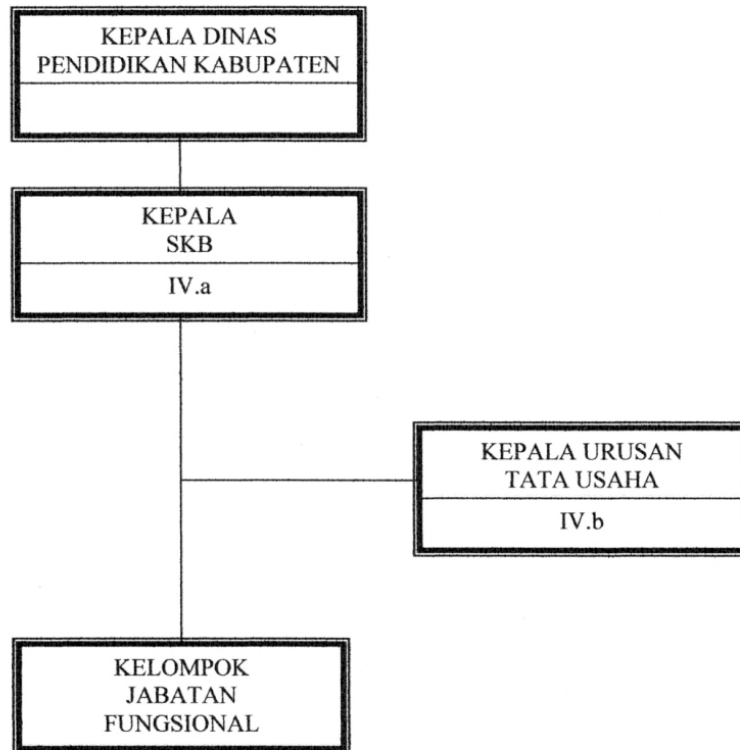 KEPALA DINAS
PENDIDIKAN KABUPATEN
KEPALA
SKB
IV.a
KEPALA URUSAN
TATA USAHA
IV.b
KELOMPOK
JABATAN
FUNGSIONAL